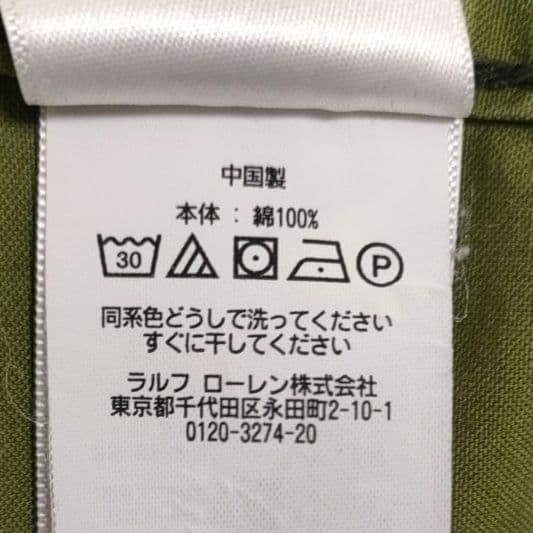 中国製
本体 : 綿100%
30 P
同系色どうしで洗ってください
すぐに干してください
ラルフ ローレン株式会社
東京都千代田区永田町2-10-1
0120-3274-20